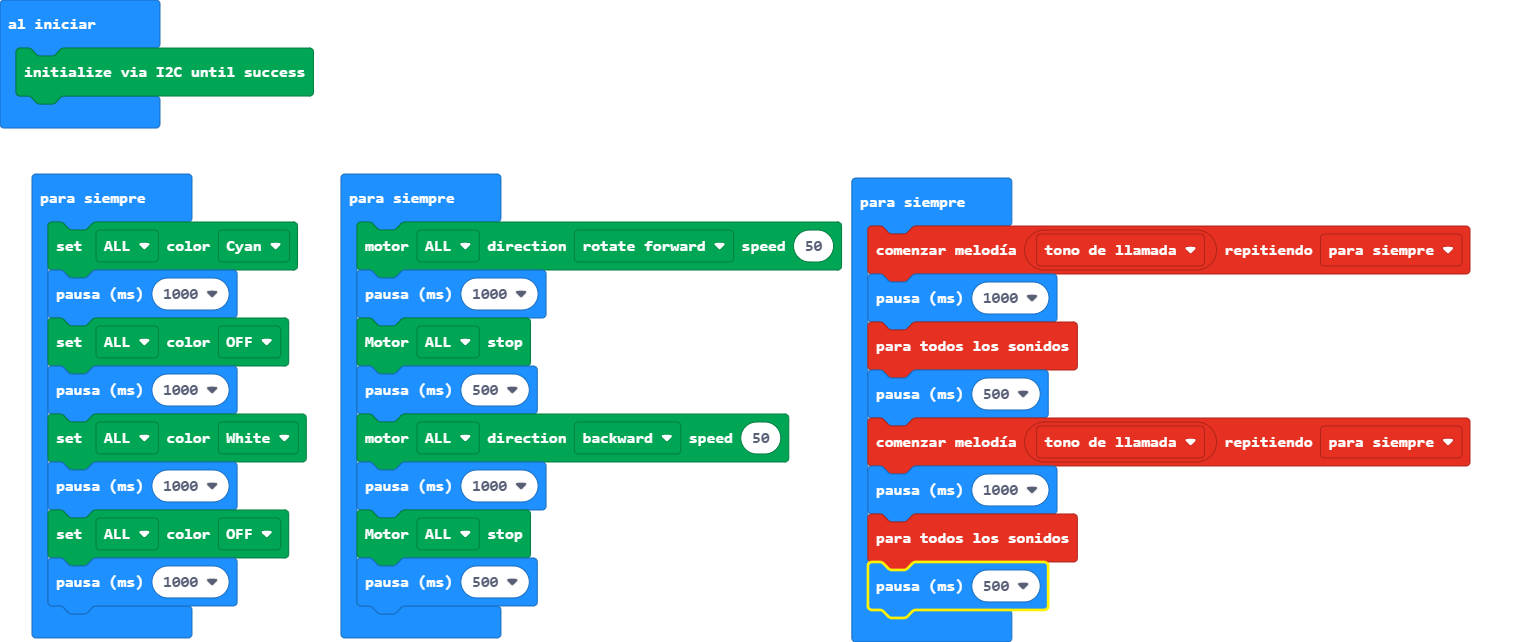 al iniciar
initialize via I2C until success
para siempre
set ALL color Cyan
pausa (ms) 1000
set ALL color OFF
pausa (ms) 1000
set ALL color White
pausa (ms) 1000
set ALL color OFF
pausa (ms) 1000
para siempre
motor ALL direction rotate forward speed 50
pausa (ms) 1000
Motor ALL stop
pausa (ms) 500
motor ALL direction backward speed 50
pausa (ms) 1000
Motor ALL stop
pausa (ms) 500
para siempre
comenzar melodía tono de llamada repitiendo para siempre
pausa (ms) 1000
para todos los sonidos
pausa (ms) 500
comenzar melodía tono de llamada repitiendo para siempre
pausa (ms) 1000
para todos los sonidos
pausa (ms) 500